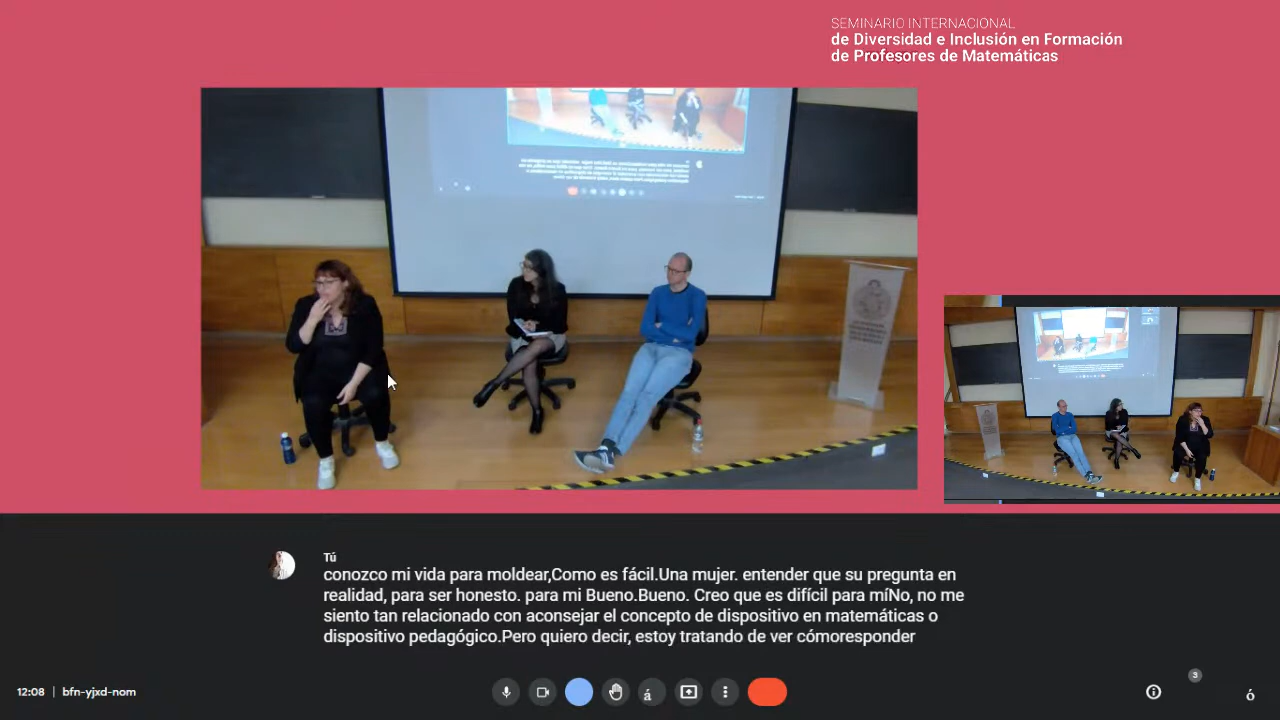 SEMINARIO INTERNACIONAL
de Diversidad e Inclusión en Formación
de Profesores de Matemáticas
Tú
conozco mi vida para moldear,Como es fácil.Una mujer. entender que su pregunta en
realidad, para ser honesto. para mi Bueno.Bueno. Creo que es difícil para míNo, no me
siento tan relacionado con aconsejar el concepto de dispositivo en matemáticas o
dispositivo pedagógico.Pero quiero decir, estoy tratando de ver cómoresponder
12:08 | bfn-yjxd-nom
á
3
ó